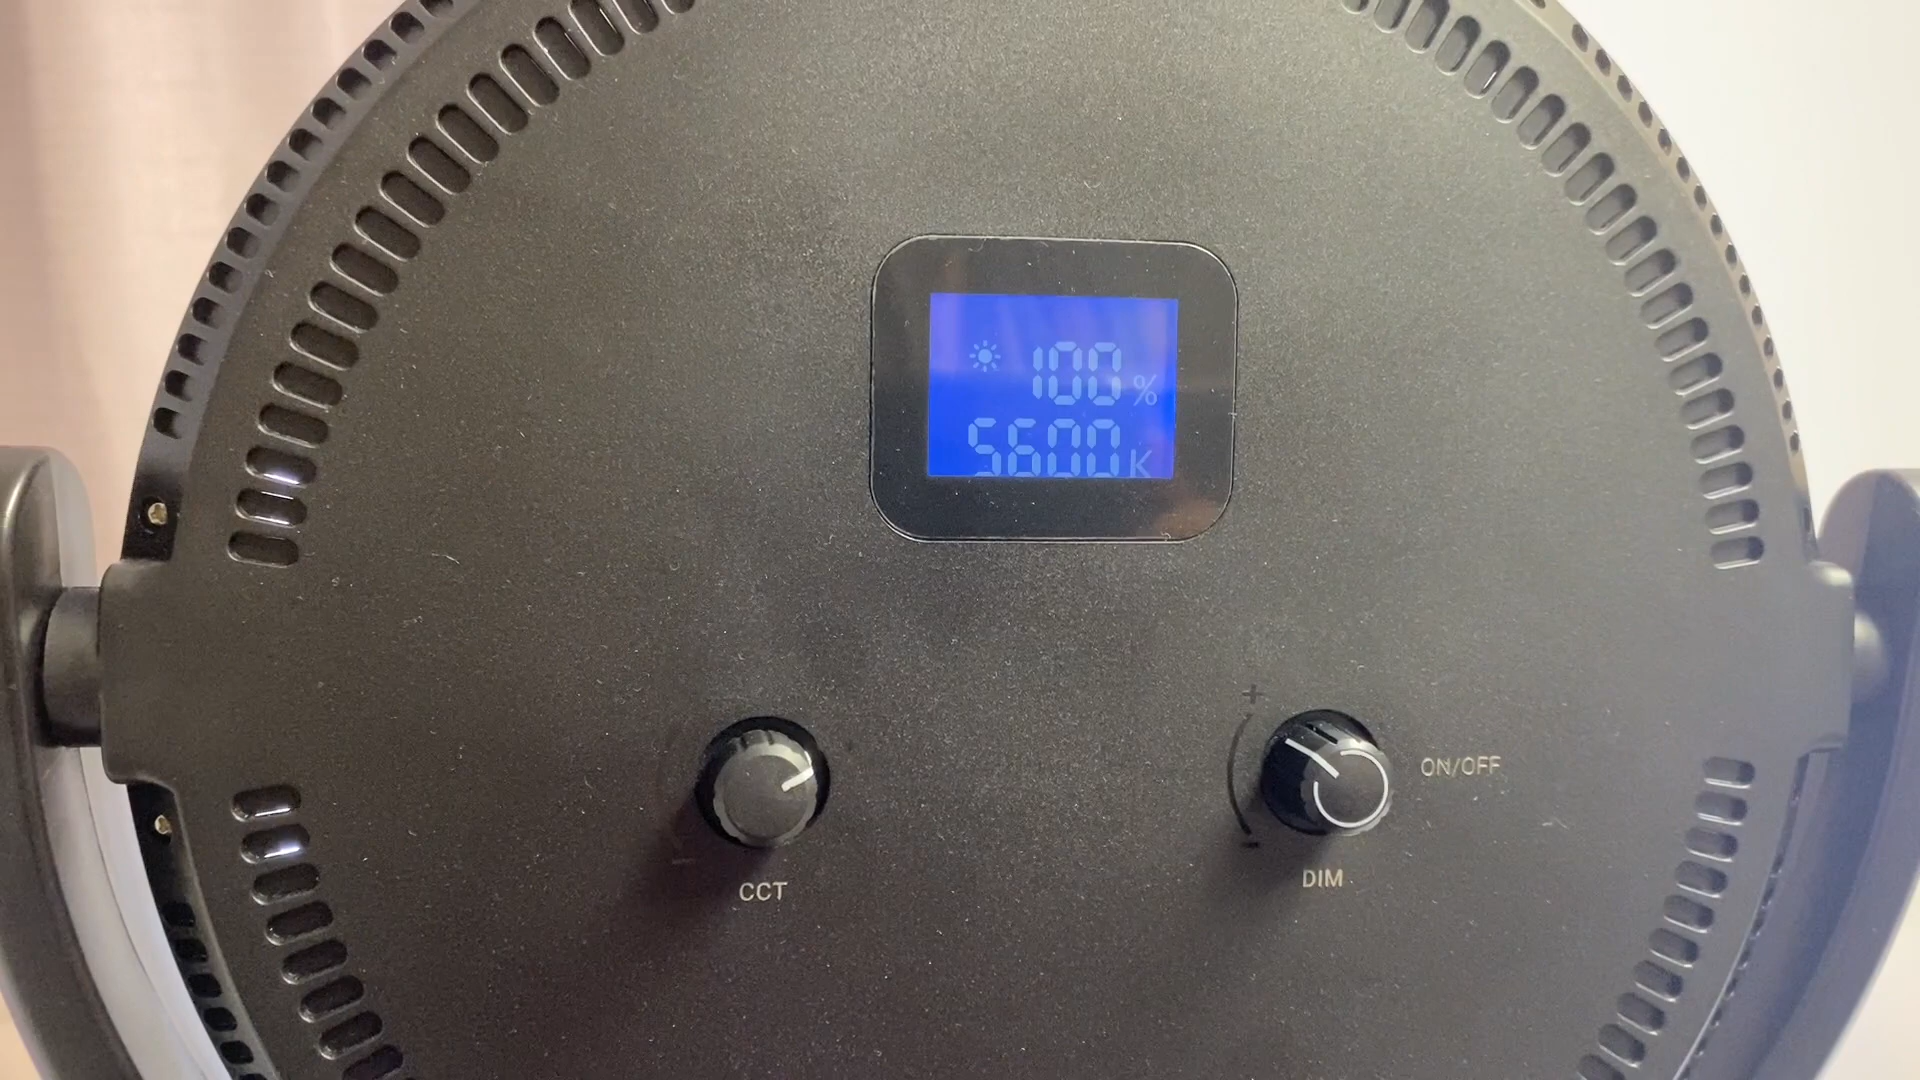 100%
5600K
+
ON/OFF
-
-
CCT
DIM